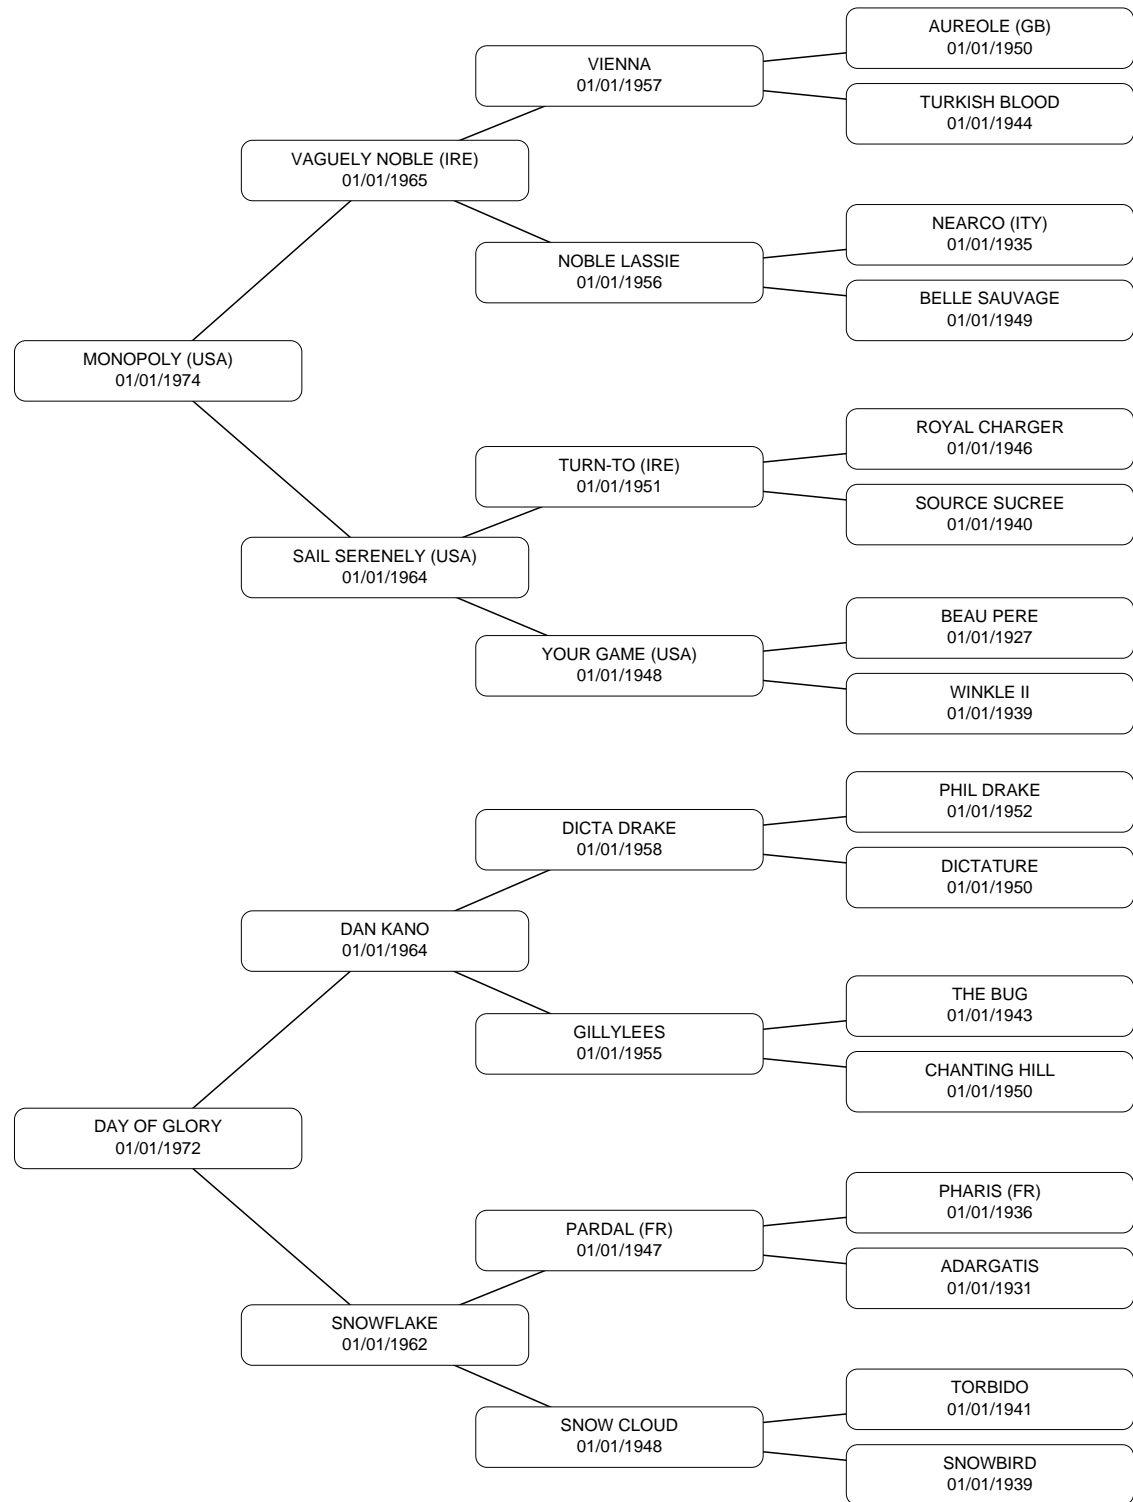 AUREOLE (GB)
01/01/1950
VIENNA
01/01/1957
TURKISH BLOOD
01/01/1944
VAGUELY NOBLE (IRE)
01/01/1965
NEARCO (ITY)
01/01/1935
NOBLE LASSIE
01/01/1956
BELLE SAUVAGE
01/01/1949
MONOPOLY (USA)
01/01/1974
ROYAL CHARGER
01/01/1946
TURN-TO (IRE)
01/01/1951
SOURCE SUCREE
01/01/1940
SAIL SERENELY (USA)
01/01/1964
BEAU PERE
01/01/1927
YOUR GAME (USA)
01/01/1948
WINKLE II
01/01/1939
PHIL DRAKE
01/01/1952
DICTA DRAKE
01/01/1958
DICTATURE
01/01/1950
DAN KANO
01/01/1964
THE BUG
01/01/1943
GILLYLEES
01/01/1955
CHANTING HILL
01/01/1950
DAY OF GLORY
01/01/1972
PHARIS (FR)
01/01/1936
PARDAL (FR)
01/01/1947
ADARGATIS
01/01/1931
SNOWFLAKE
01/01/1962
TORBIDO
01/01/1941
SNOW CLOUD
01/01/1948
SNOWBIRD
01/01/1939